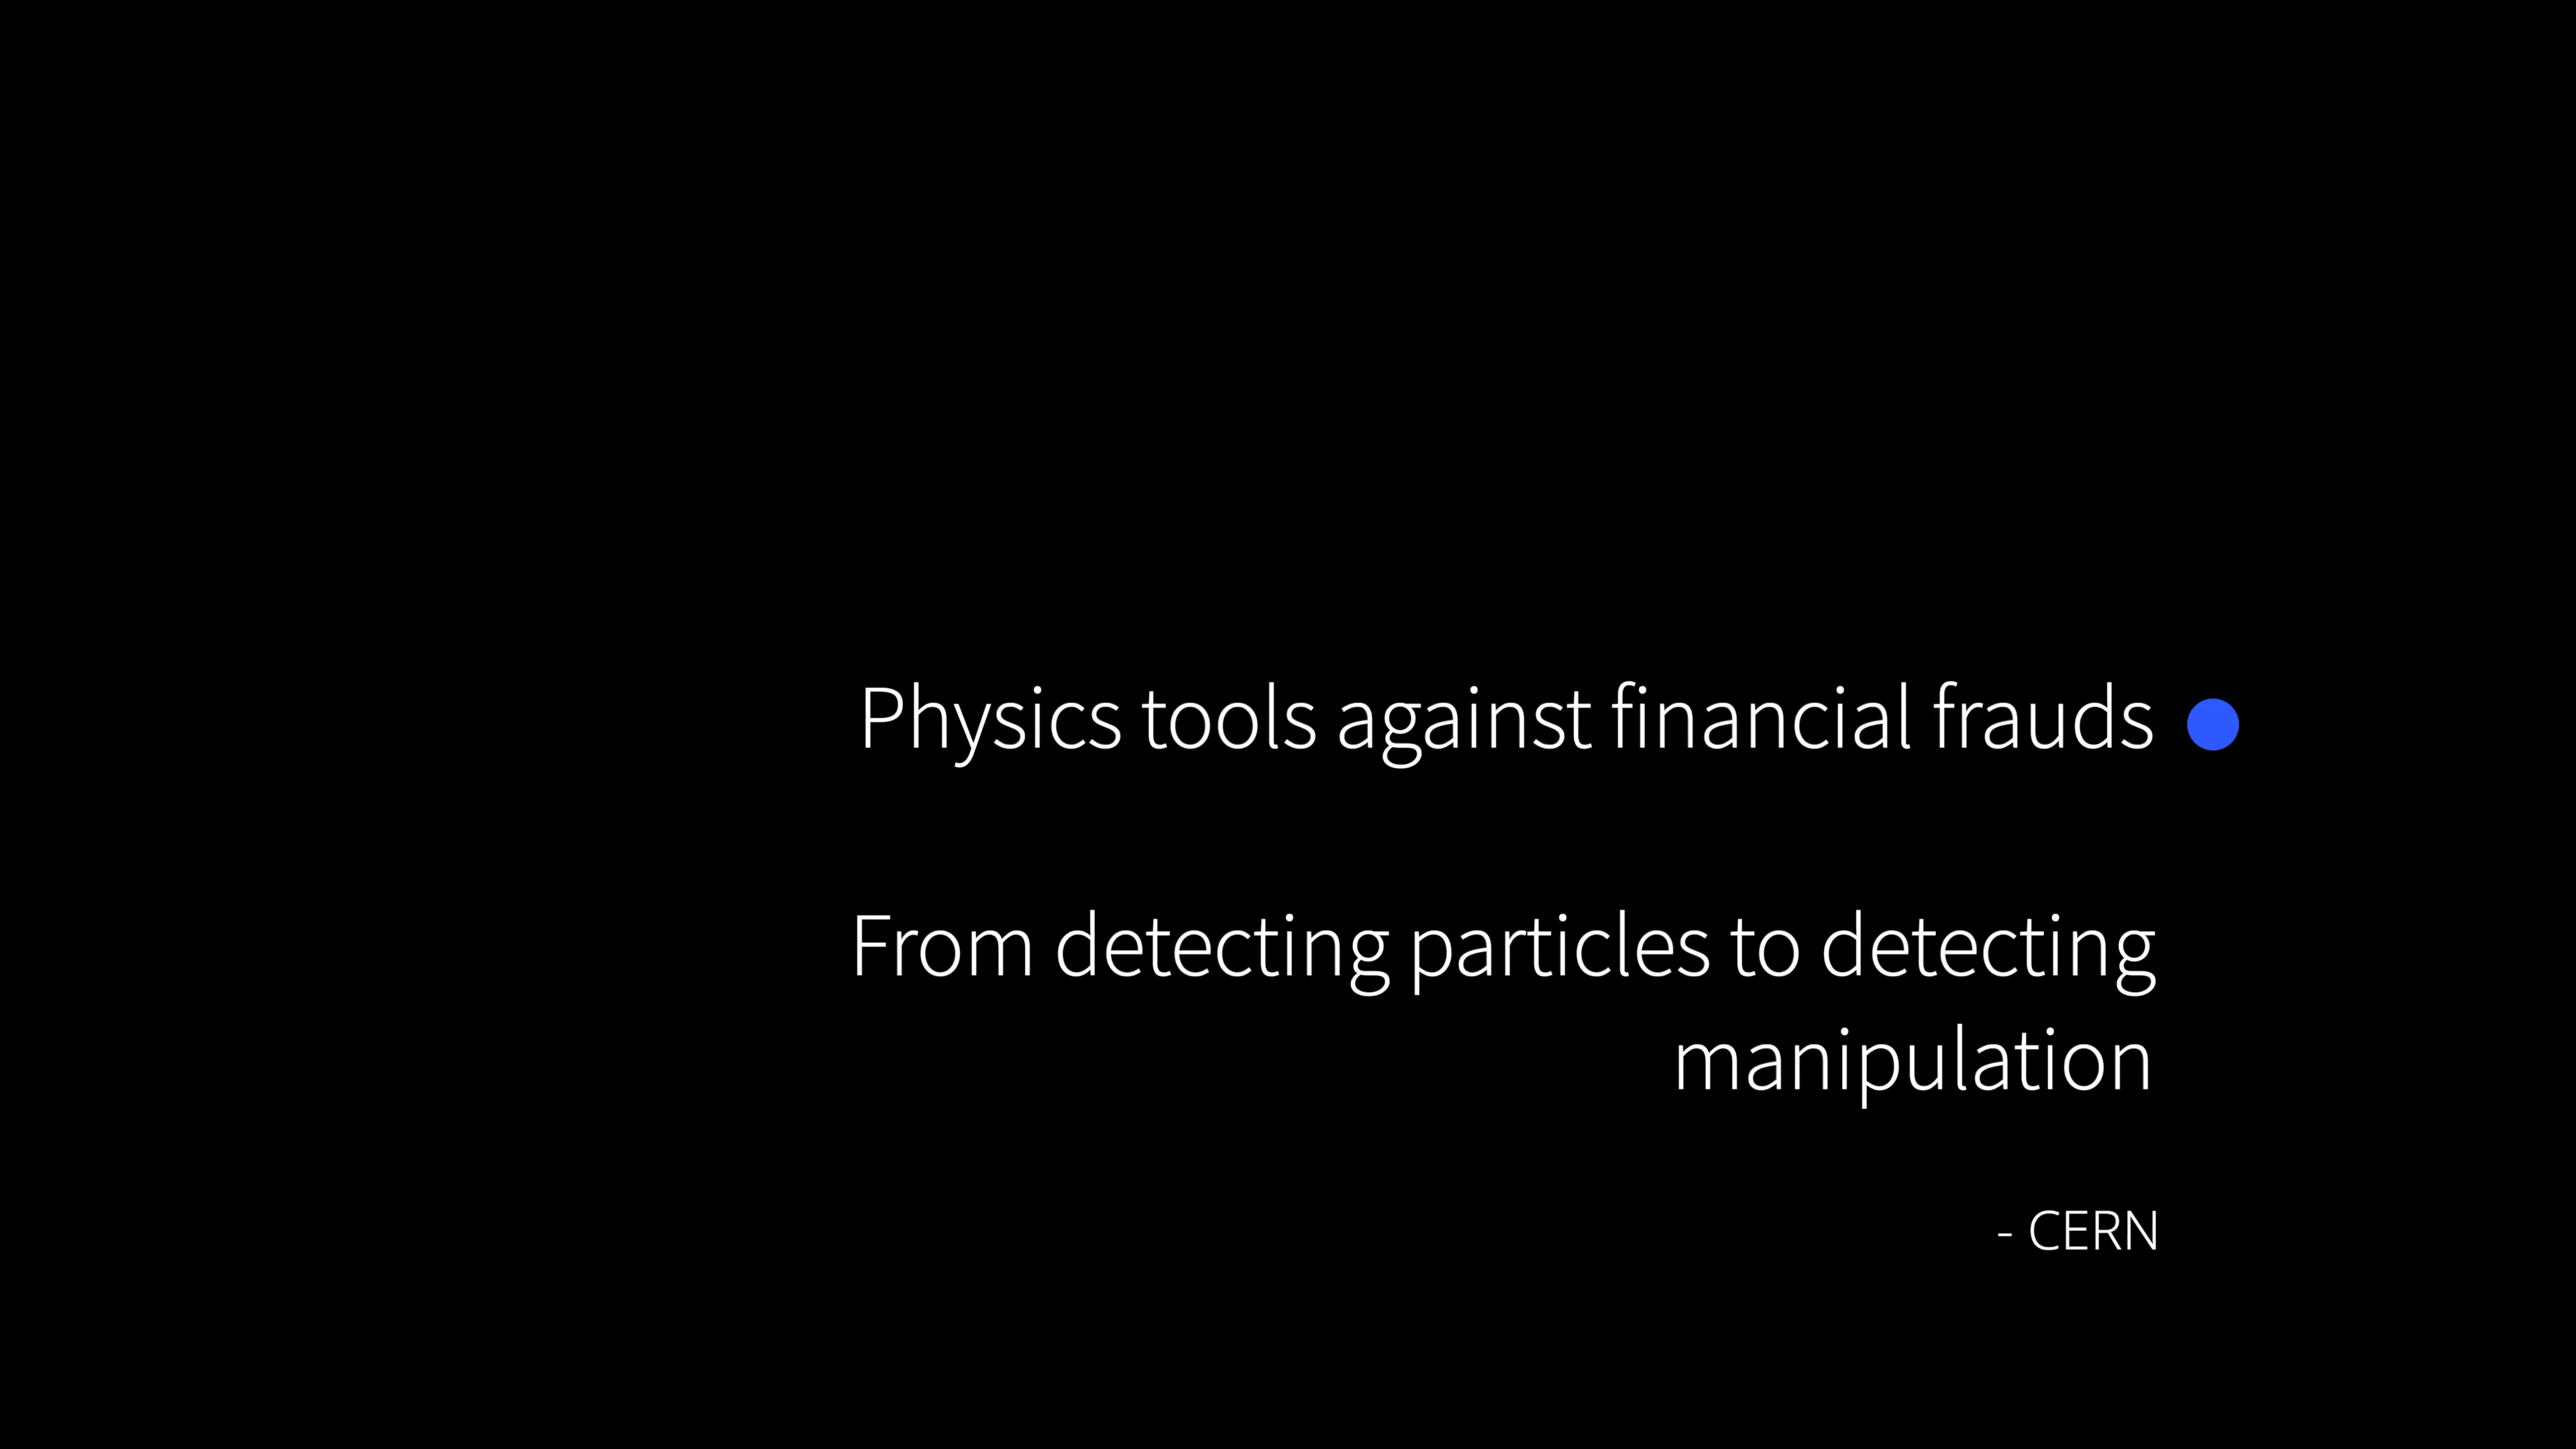 Physics tools against financial frauds
From detecting particles to detecting
manipulation
- CERN